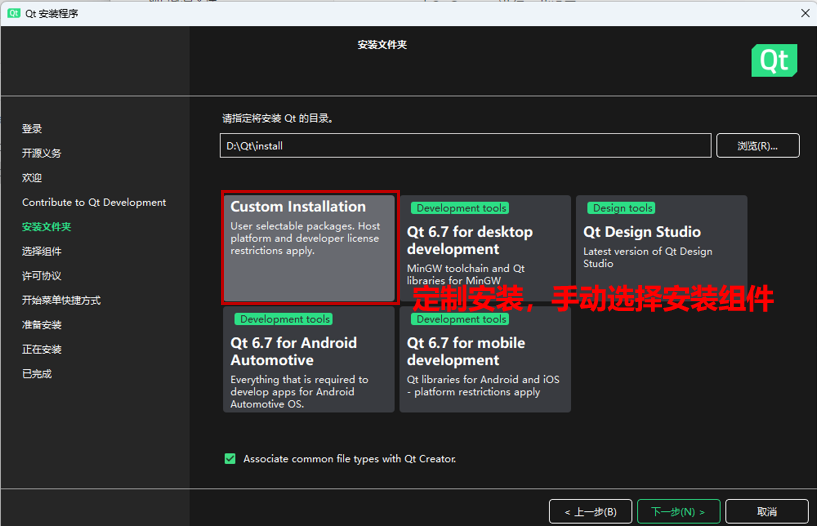 Qt 安装程序
安装文件夹
Qt
登录
开源义务
欢迎
Contribute to Qt Development
安装文件夹
选择组件
许可协议
开始菜单快捷方式
准备安装
正在安装
已完成
请指定将安装 Qt 的目录。
D:\Qt\install
浏览(R)...
Custom Installation
User selectable packages. Host
platform and developer license
restrictions apply.
Development tools
Qt 6.7 for desktop
development
MinGW toolchain and Qt
libraries for MinGW
Design tools
Qt Design Studio
Latest version of Qt Design
Studio
定制安装，手动选择安装组件
Development tools
Qt 6.7 for Android
Automotive
Everything that is required to
develop apps for Android
Automotive OS.
Development tools
Qt 6.7 for mobile
development
Qt libraries for Android and iOS
- platform restrictions apply
Associate common file types with Qt Creator.
< 上一步(B)
下一步(N) >
取消